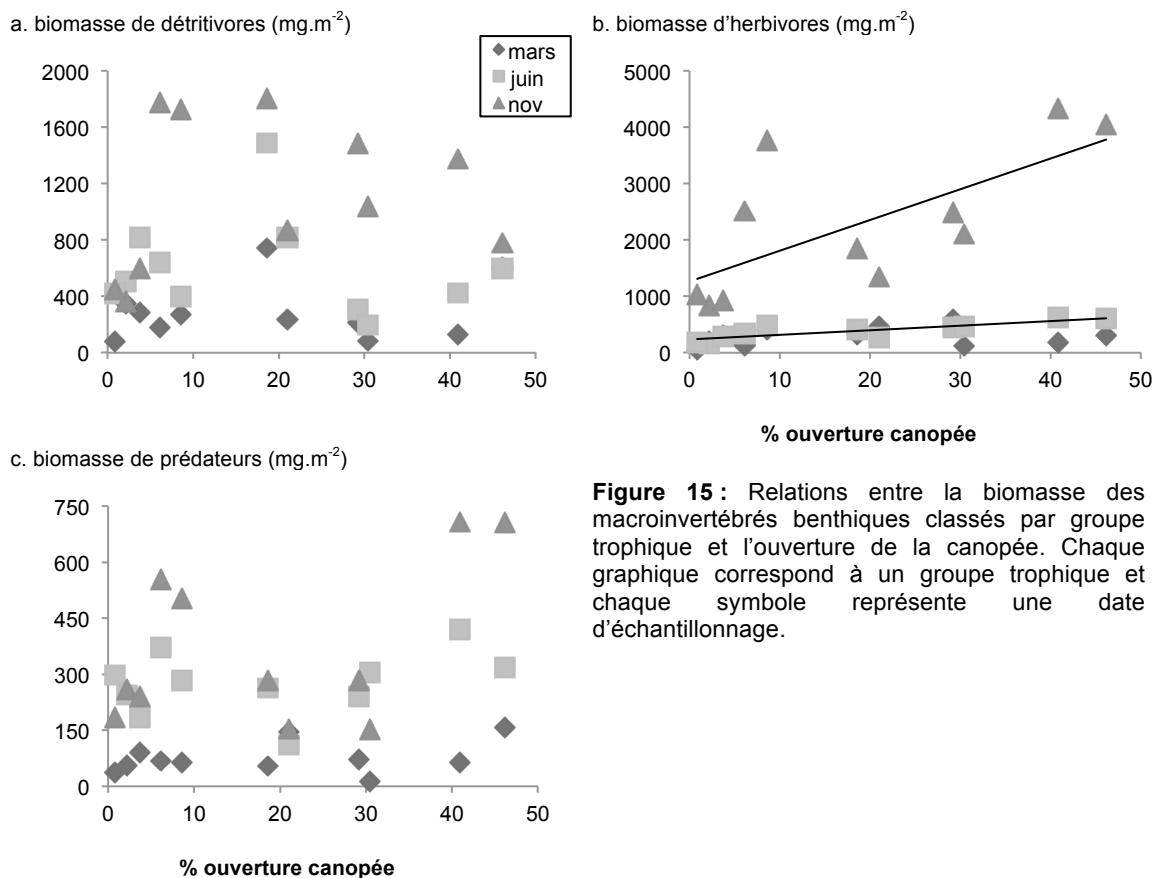 a. biomasse de détritivores (mg.m-2)
mars
juin
nov
2000
1600
1200
800
400
0
0 10 20 30 40 50
b. biomasse d'herbivores (mg.m-2)
5000
4000
3000
2000
1000
0
0 10 20 30 40 50
% ouverture canopée
c. biomasse de prédateurs (mg.m-2)
750
600
450
300
150
0
0 10 20 30 40 50
% ouverture canopée
Figure 15 : Relations entre la biomasse des
macroinvertébrés benthiques classés par groupe
trophique et l'ouverture de la canopée. Chaque
graphique correspond à un groupe trophique et
chaque symbole représente une date
d'échantillonnage.